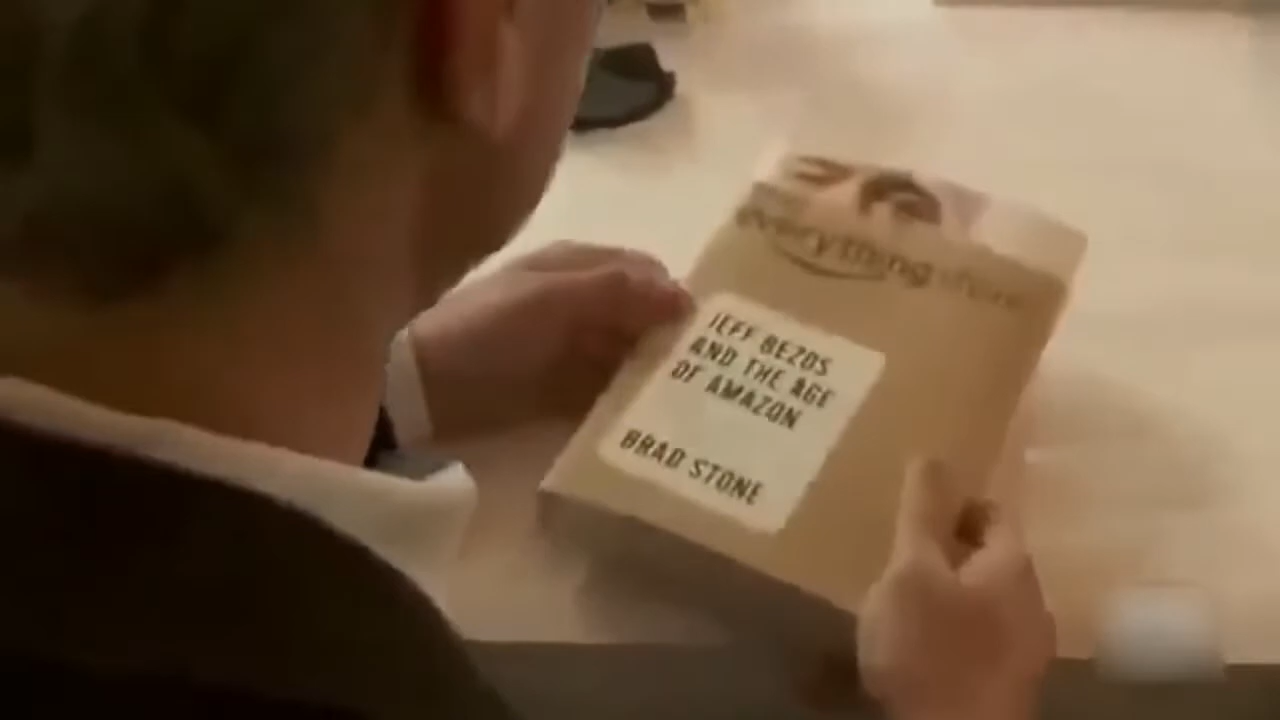 everything store
JEFF BEZOS
AND THE AGE
OF AMAZON
BRAD STONE